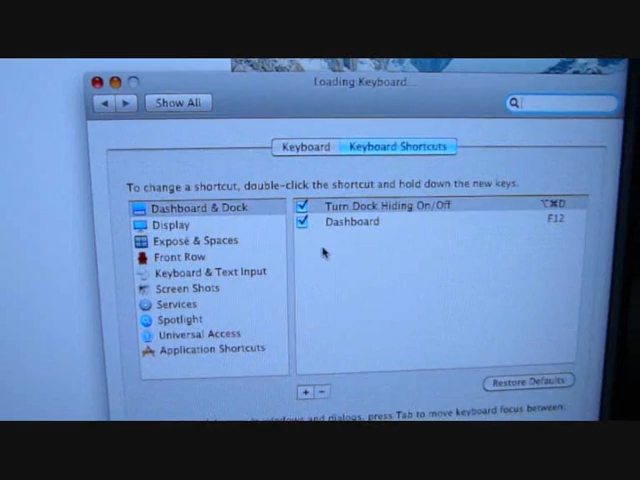 Loading Keyboard...
Show All
Keyboard Keyboard Shortcuts
To change a shortcut, double-click the shortcut and hold down the new keys.
Dashboard & Dock
Display
Exposé & Spaces
Front Row
Keyboard & Text Input
Screen Shots
Services
Spotlight
Universal Access
Application Shortcuts
Turn Dock Hiding On/Off ⌥⌘D
Dashboard F12
+ −
Restore Defaults
windows and dialogs, press Tab to move keyboard focus between: